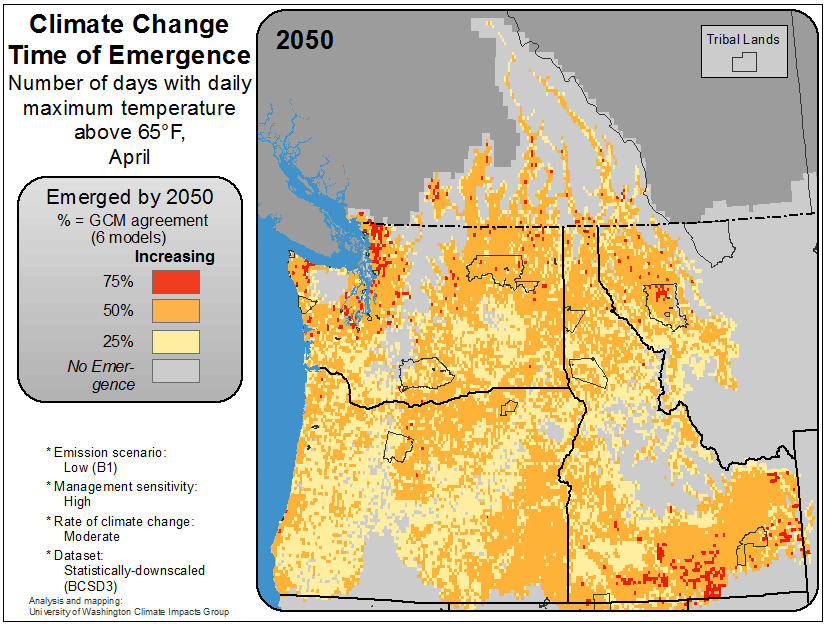 Climate Change
Time of Emergence
Number of days with daily
maximum temperature
above 65°F,
April
Emerged by 2050
% = GCM agreement
(6 models)
Increasing
75%
50%
25%
No Emer-
gence
* Emission scenario:
Low (B1)
* Management sensitivity:
High
* Rate of climate change:
Moderate
* Dataset:
Statistically-downscaled
(BCSD3)
Analysis and mapping:
University of Washington Climate Impacts Group
2050
Tribal Lands